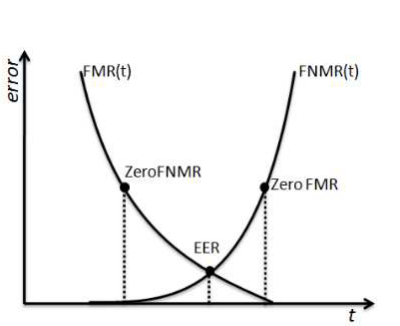 error
FMR(t)
FNMR(t)
ZeroFNMR
Zero FMR
EER
t